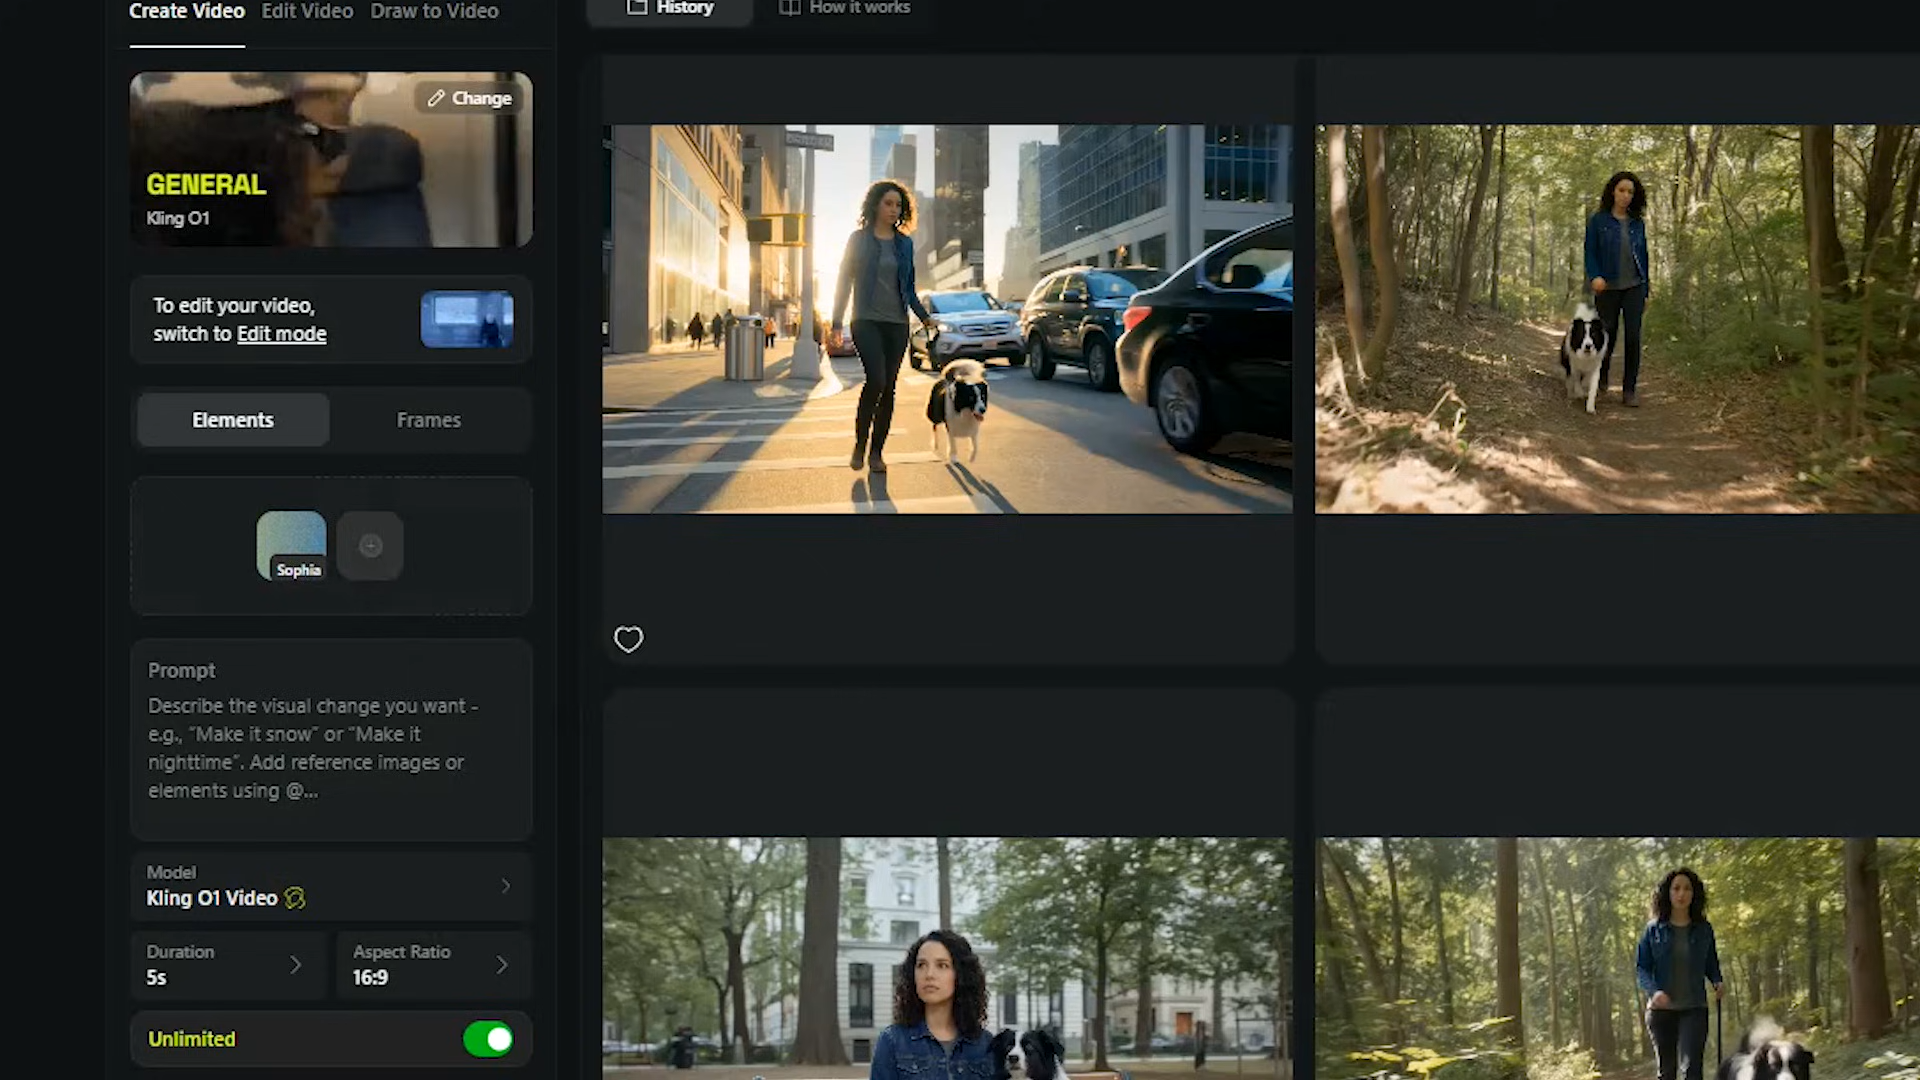 Create Video
Edit Video
Draw to Video
History
How it works
Change
GENERAL
Kling O1
To edit your video,
switch to Edit mode
Elements
Frames
Sophia
Prompt
Describe the visual change you want -
e.g., “Make it snow” or “Make it
nighttime”. Add reference images or
elements using @...
Model
Kling O1 Video
Duration
5s
Aspect Ratio
16:9
Unlimited